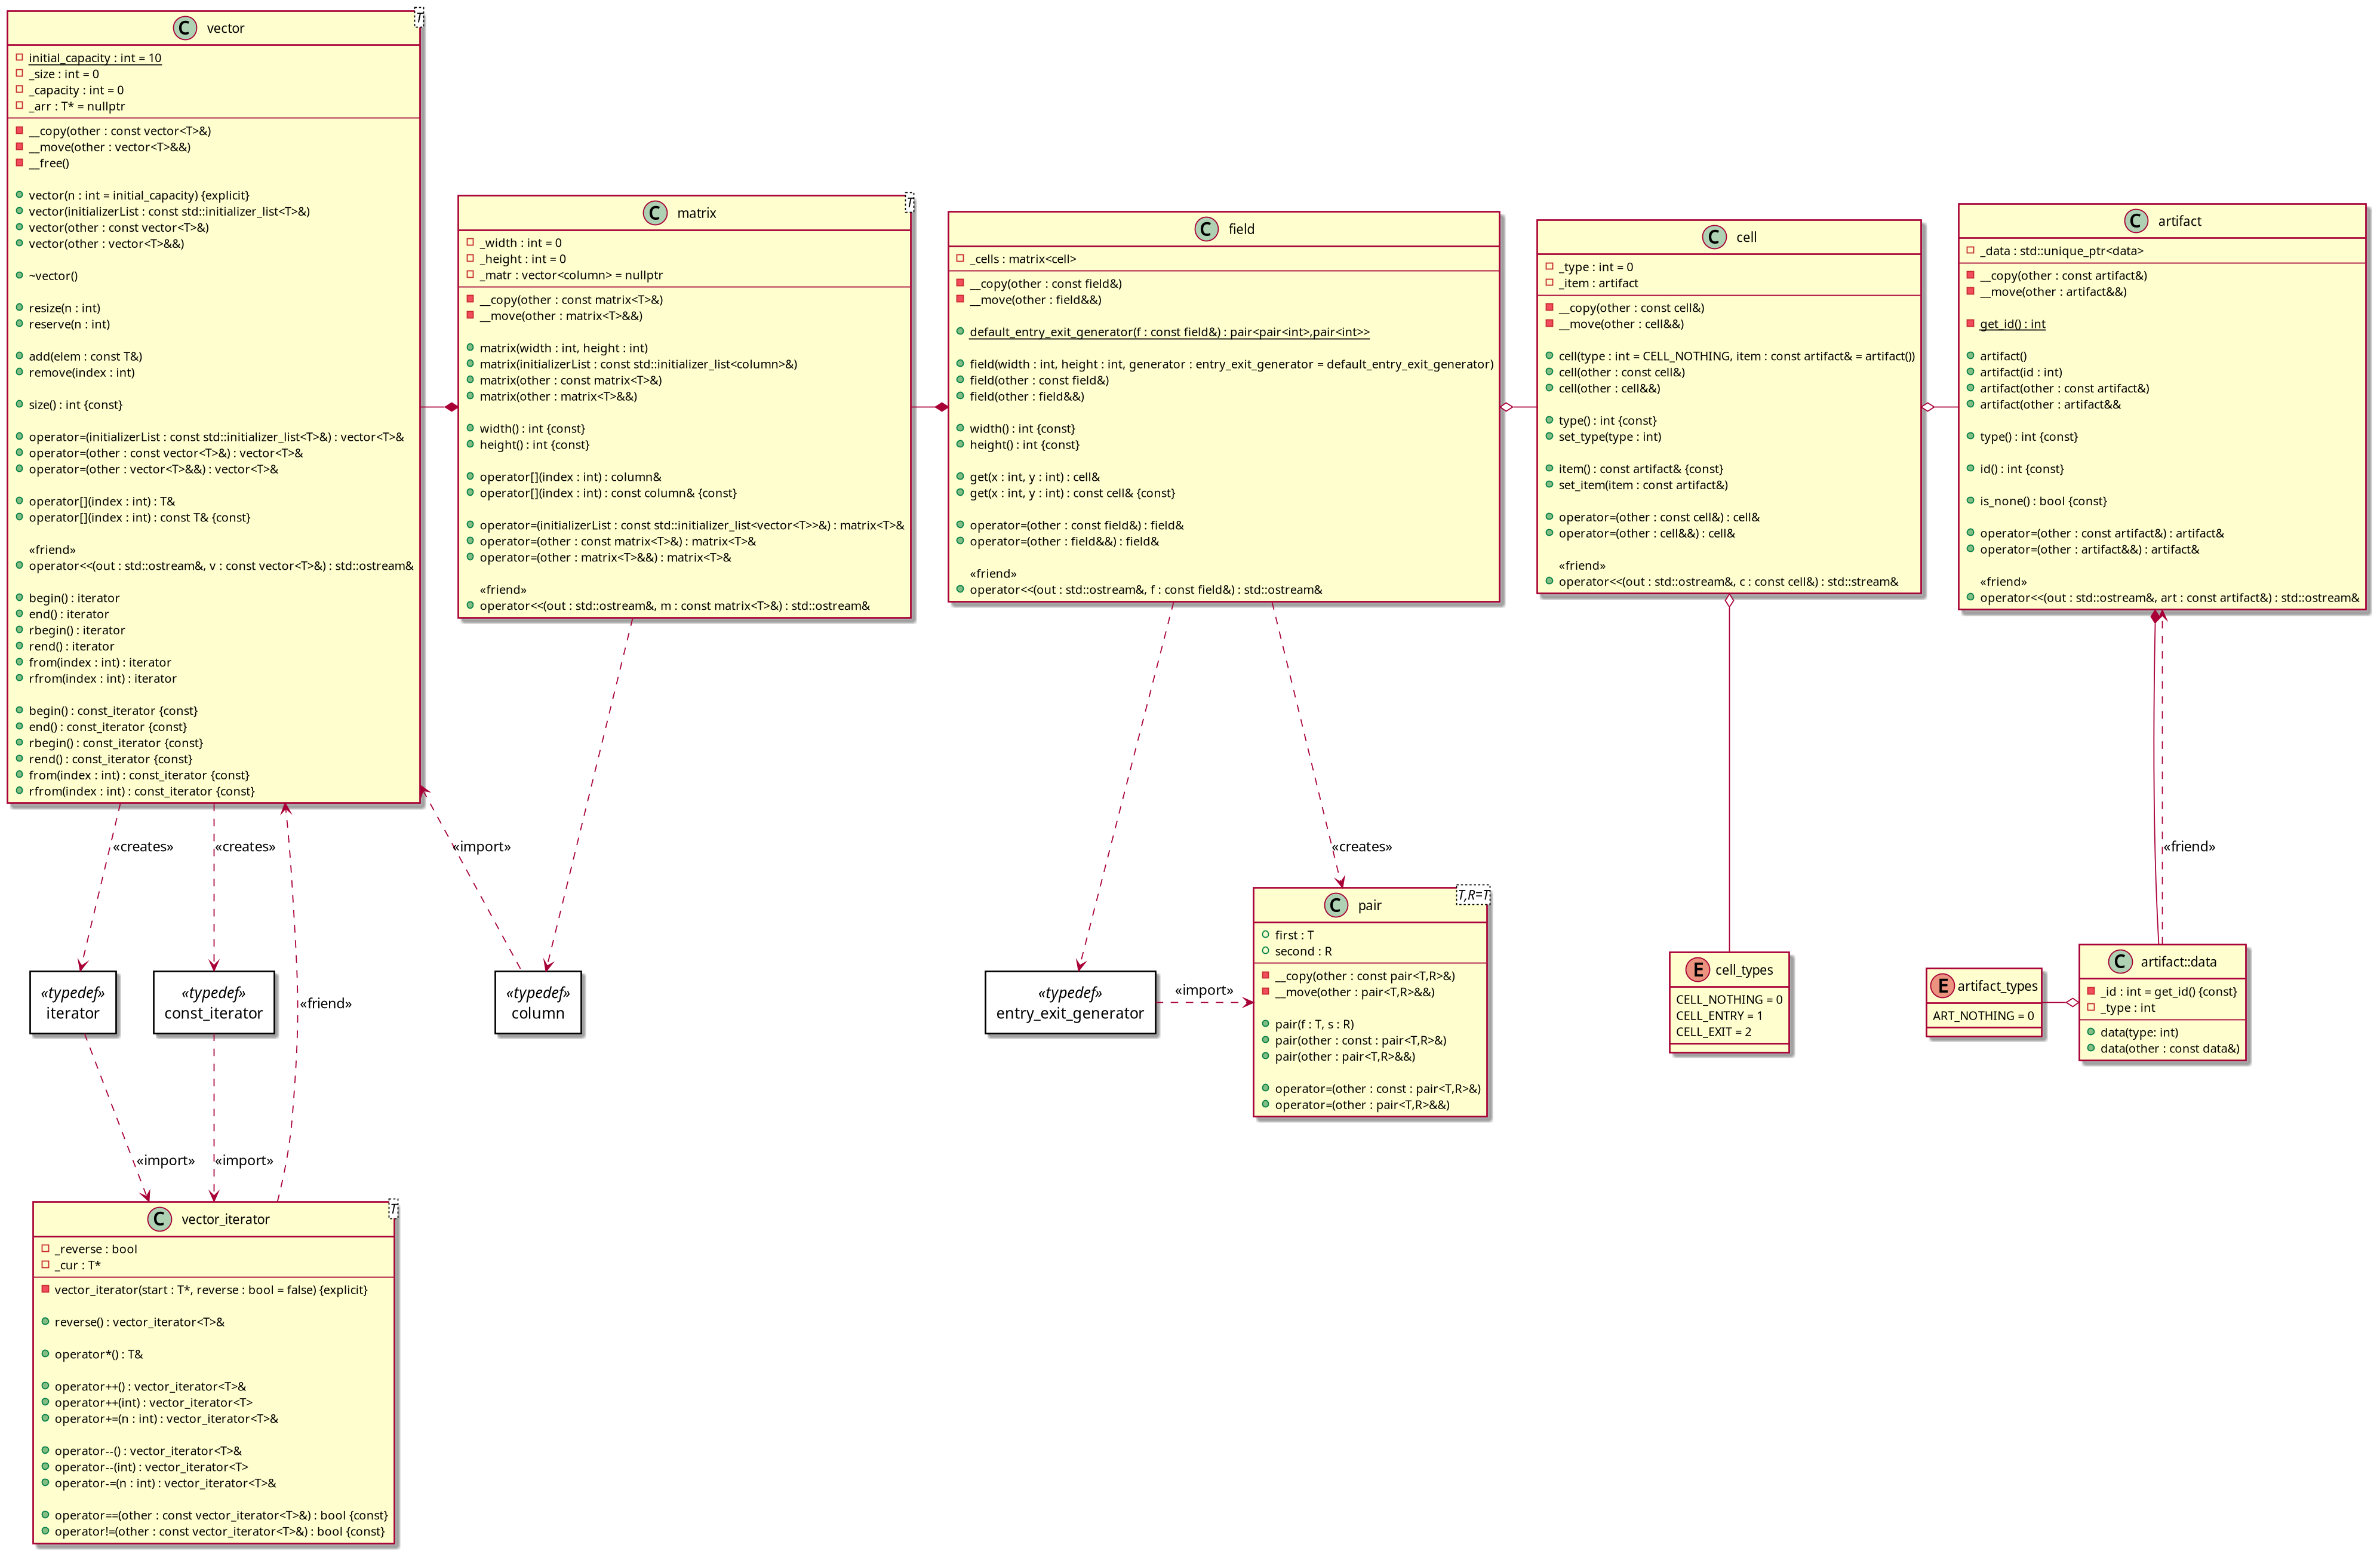 vector
T
initial_capacity : int = 10
_size : int = 0
_capacity : int = 0
_arr : T* = nullptr
__copy(other : const vector<T>&)
__move(other : vector<T>&&)
__free()
vector(n : int = initial_capacity) {explicit}
vector(initializerList : const std::initializer_list<T>&)
vector(other : const vector<T>&)
vector(other : vector<T>&&)
~vector()
resize(n : int)
reserve(n : int)
add(elem : const T&)
remove(index : int)
size() : int {const}
operator=(initializerList : const std::initializer_list<T>&) : vector<T>&
operator=(other : const vector<T>&) : vector<T>&
operator=(other : vector<T>&&) : vector<T>&
operator[](index : int) : T&
operator[](index : int) : const T& {const}
«friend»
operator<<(out : std::ostream&, v : const vector<T>&) : std::ostream&
begin() : iterator
end() : iterator
rbegin() : iterator
rend() : iterator
from(index : int) : iterator
rfrom(index : int) : iterator
begin() : const_iterator {const}
end() : const_iterator {const}
rbegin() : const_iterator {const}
rend() : const_iterator {const}
from(index : int) : const_iterator {const}
rfrom(index : int) : const_iterator {const}
matrix
T
_width : int = 0
_height : int = 0
_matr : vector<column> = nullptr
__copy(other : const matrix<T>&)
__move(other : matrix<T>&&)
matrix(width : int, height : int)
matrix(initializerList : const std::initializer_list<column>&)
matrix(other : const matrix<T>&)
matrix(other : matrix<T>&&)
width() : int {const}
height() : int {const}
operator[](index : int) : column&
operator[](index : int) : const column& {const}
operator=(initializerList : const std::initializer_list<vector<T>>&) : matrix<T>&
operator=(other : const matrix<T>&) : matrix<T>&
operator=(other : matrix<T>&&) : matrix<T>&
«friend»
operator<<(out : std::ostream&, m : const matrix<T>&) : std::ostream&
field
_cells : matrix<cell>
__copy(other : const field&)
__move(other : field&&)
default_entry_exit_generator(f : const field&) : pair<pair<int>,pair<int>>
field(width : int, height : int, generator : entry_exit_generator = default_entry_exit_generator)
field(other : const field&)
field(other : field&&)
width() : int {const}
height() : int {const}
get(x : int, y : int) : cell&
get(x : int, y : int) : const cell& {const}
operator=(other : const field&) : field&
operator=(other : field&&) : field&
«friend»
operator<<(out : std::ostream&, f : const field&) : std::ostream&
cell
_type : int = 0
_item : artifact
__copy(other : const cell&)
__move(other : cell&&)
cell(type : int = CELL_NOTHING, item : const artifact& = artifact())
cell(other : const cell&)
cell(other : cell&&)
type() : int {const}
set_type(type : int)
item() : const artifact& {const}
set_item(item : const artifact&)
operator=(other : const cell&) : cell&
operator=(other : cell&&) : cell&
«friend»
operator<<(out : std::ostream&, c : const cell&) : std::stream&
artifact
_data : std::unique_ptr<data>
__copy(other : const artifact&)
__move(other : artifact&&)
get_id() : int
artifact()
artifact(id : int)
artifact(other : const artifact&)
artifact(other : artifact&&
type() : int {const}
id() : int {const}
is_none() : bool {const}
operator=(other : const artifact&) : artifact&
operator=(other : artifact&&) : artifact&
«friend»
operator<<(out : std::ostream&, art : const artifact&) : std::ostream&
«creates»
«creates»
«import»
«creates»
«friend»
«typedef»
iterator
«typedef»
const_iterator
«friend»
«typedef»
column
«typedef»
entry_exit_generator
«import»
pair
T,R=T
first : T
second : R
__copy(other : const pair<T,R>&)
__move(other : pair<T,R>&&)
pair(f : T, s : R)
pair(other : const : pair<T,R>&)
pair(other : pair<T,R>&&)
operator=(other : const : pair<T,R>&)
operator=(other : pair<T,R>&&)
cell_types
CELL_NOTHING = 0
CELL_ENTRY = 1
CELL_EXIT = 2
artifact_types
ART_NOTHING = 0
artifact::data
_id : int = get_id() {const}
_type : int
data(type: int)
data(other : const data&)
«import»
«import»
vector_iterator
T
_reverse : bool
_cur : T*
vector_iterator(start : T*, reverse : bool = false) {explicit}
reverse() : vector_iterator<T>&
operator*() : T&
operator++() : vector_iterator<T>&
operator++(int) : vector_iterator<T>
operator+=(n : int) : vector_iterator<T>&
operator--() : vector_iterator<T>&
operator--(int) : vector_iterator<T>
operator-=(n : int) : vector_iterator<T>&
operator==(other : const vector_iterator<T>&) : bool {const}
operator!=(other : const vector_iterator<T>&) : bool {const}